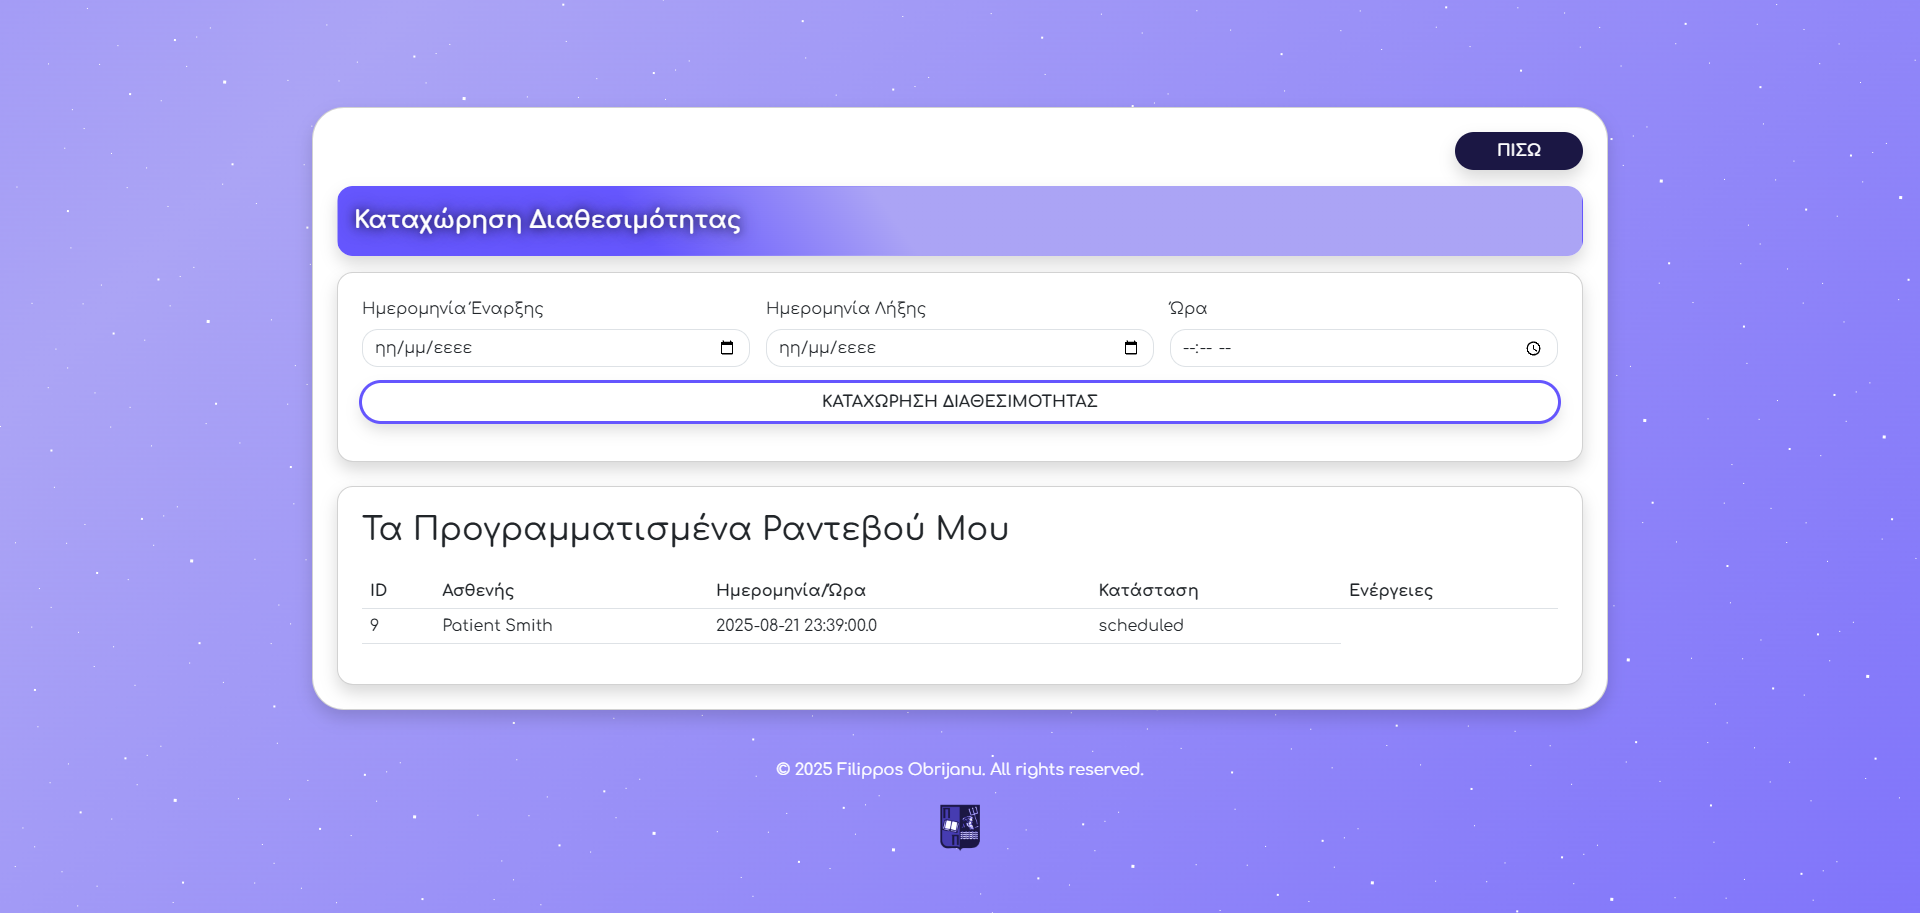 ΠΙΣΩ
Καταχώρηση Διαθεσιμότητας
Ημερομηνία Έναρξης Ημερομηνία Λήξης Ώρα
ηη/μμ/εεεε ηη/μμ/εεεε --:-- --
ΚΑΤΑΧΩΡΗΣΗ ΔΙΑΘΕΣΙΜΟΤΗΤΑΣ
Τα Προγραμματισμένα Ραντεβού Μου
ID Ασθενής Ημερομηνία/Ώρα Κατάσταση Ενέργειες
9 Patient Smith 2025-08-21 23:39:00.0 scheduled
© 2025 Filippos Obrijanu. All rights reserved.